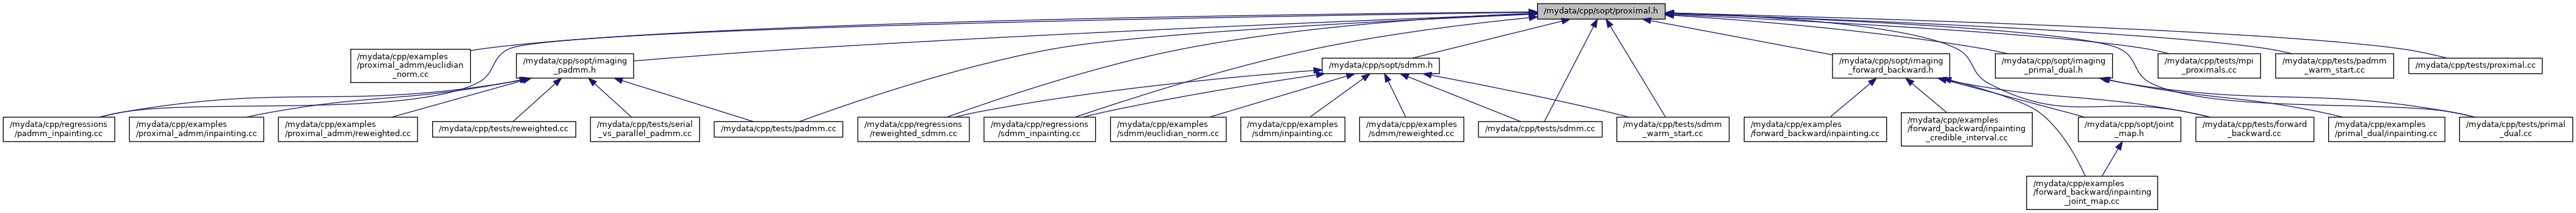 /mydata/cpp/sopt/proximal.h
/mydata/cpp/examples
/proximal_admm/euclidian
_norm.cc
/mydata/cpp/sopt/imaging
_padmm.h
/mydata/cpp/sopt/sdmm.h
/mydata/cpp/sopt/imaging
_forward_backward.h
/mydata/cpp/sopt/imaging
_primal_dual.h
/mydata/cpp/tests/mpi
_proximals.cc
/mydata/cpp/tests/padmm
_warm_start.cc
/mydata/cpp/tests/proximal.cc
/mydata/cpp/regressions
/padmm_inpainting.cc
/mydata/cpp/examples
/proximal_admm/inpainting.cc
/mydata/cpp/examples
/proximal_admm/reweighted.cc
/mydata/cpp/tests/reweighted.cc
/mydata/cpp/tests/serial
_vs_parallel_padmm.cc
/mydata/cpp/tests/padmm.cc
/mydata/cpp/regressions
/reweighted_sdmm.cc
/mydata/cpp/regressions
/sdmm_inpainting.cc
/mydata/cpp/examples
/sdmm/euclidian_norm.cc
/mydata/cpp/examples
/sdmm/inpainting.cc
/mydata/cpp/examples
/sdmm/reweighted.cc
/mydata/cpp/tests/sdmm.cc
/mydata/cpp/tests/sdmm
_warm_start.cc
/mydata/cpp/examples
/forward_backward/inpainting.cc
/mydata/cpp/examples
/forward_backward/inpainting
_credible_interval.cc
/mydata/cpp/sopt/joint
_map.h
/mydata/cpp/tests/forward
_backward.cc
/mydata/cpp/examples
/primal_dual/inpainting.cc
/mydata/cpp/tests/primal
_dual.cc
/mydata/cpp/examples
/forward_backward/inpainting
_joint_map.cc